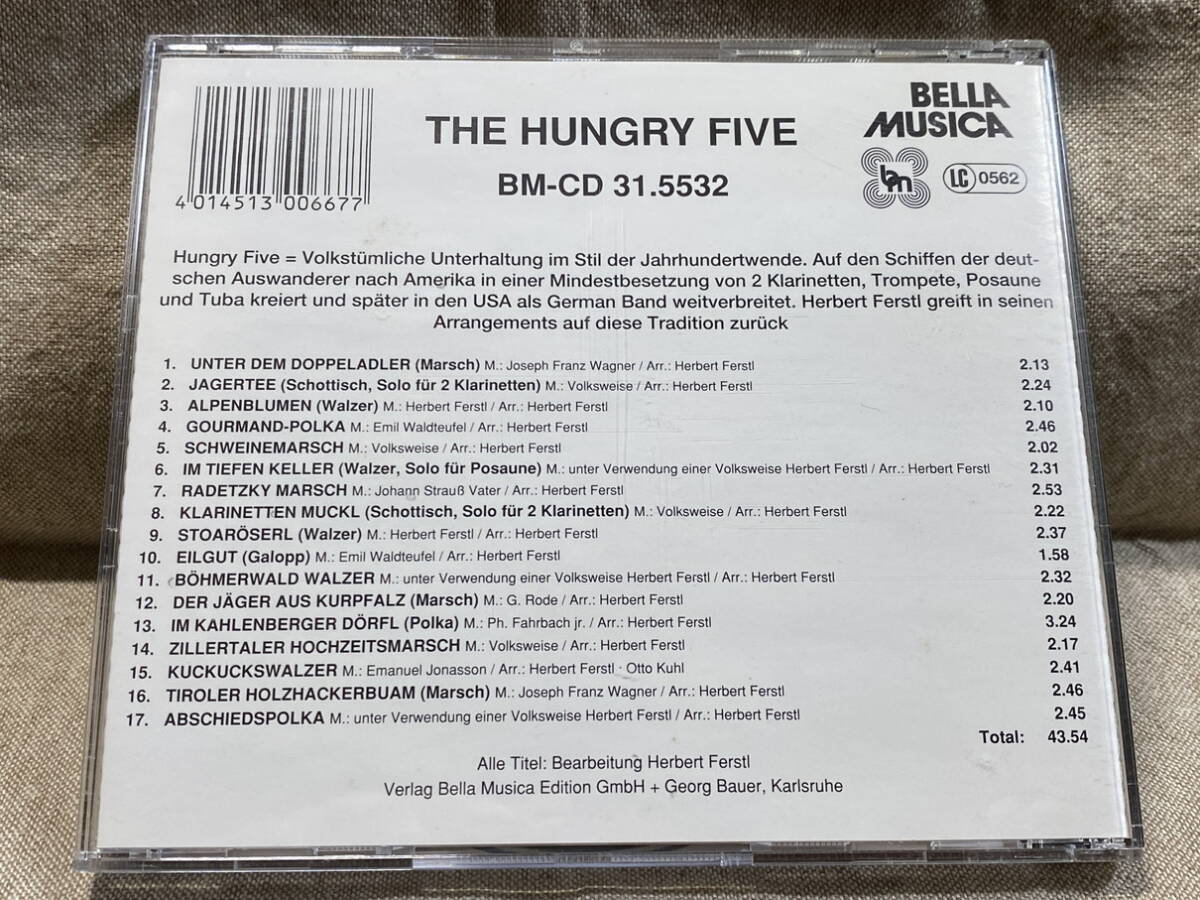 THE HUNGRY FIVE
BM-CD 31.5532
BELLA
MUSICA
bm
LC 0562
4 014513 006677
Hungry Five = Volkstümliche Unterhaltung im Stil der Jahrhundertwende. Auf den Schiffen der deut-
schen Auswanderer nach Amerika in einer Mindestbesetzung von 2 Klarinetten, Trompete, Posaune
und Tuba kreiert und später in den USA als German Band weitverbreitet. Herbert Ferstl greift in seinen
Arrangements auf diese Tradition zurück
1. UNTER DEM DOPPELADLER (Marsch) M.: Joseph Franz Wagner / Arr.: Herbert Ferstl 2.13
2. JAGERTEE (Schottisch, Solo für 2 Klarinetten) M.: Volksweise / Arr.: Herbert Ferstl 2.24
3. ALPENBLUMEN (Walzer) M.: Herbert Ferstl / Arr.: Herbert Ferstl 2.10
4. GOURMAND-POLKA M.: Emil Waldteufel / Arr.: Herbert Ferstl 2.46
5. SCHWEINEMARSCH M.: Volksweise / Arr.: Herbert Ferstl 2.02
6. IM TIEFEN KELLER (Walzer, Solo für Posaune) M.: unter Verwendung einer Volksweise Herbert Ferstl / Arr.: Herbert Ferstl 2.31
7. RADETZKY MARSCH M.: Johann Strauß Vater / Arr.: Herbert Ferstl 2.53
8. KLARINETTEN MUCKL (Schottisch, Solo für 2 Klarinetten) M.: Volksweise / Arr.: Herbert Ferstl 2.22
9. STOARÖSERL (Walzer) M.: Herbert Ferstl / Arr.: Herbert Ferstl 2.37
10. EILGUT (Galopp) M.: Emil Waldteufel / Arr.: Herbert Ferstl 1.58
11. BÖHMERWALD WALZER M.: unter Verwendung einer Volksweise Herbert Ferstl / Arr.: Herbert Ferstl 2.32
12. DER JÄGER AUS KURPFALZ (Marsch) M.: G. Rode / Arr.: Herbert Ferstl 2.20
13. IM KAHLENBERGER DÖRFL (Polka) M.: Ph. Fahrbach jr. / Arr.: Herbert Ferstl 3.24
14. ZILLERTALER HOCHZEITSMARSCH M.: Volksweise / Arr.: Herbert Ferstl 2.17
15. KUCKUCKSWALZER M.: Emanuel Jonasson / Arr.: Herbert Ferstl · Otto Kuhl 2.41
16. TIROLER HOLZHACKERBUAM (Marsch) M.: Joseph Franz Wagner / Arr.: Herbert Ferstl 2.46
17. ABSCHIEDSPOLKA M.: unter Verwendung einer Volksweise Herbert Ferstl / Arr.: Herbert Ferstl 2.45
Total: 43.54
Alle Titel: Bearbeitung Herbert Ferstl
Verlag Bella Musica Edition GmbH + Georg Bauer, Karlsruhe